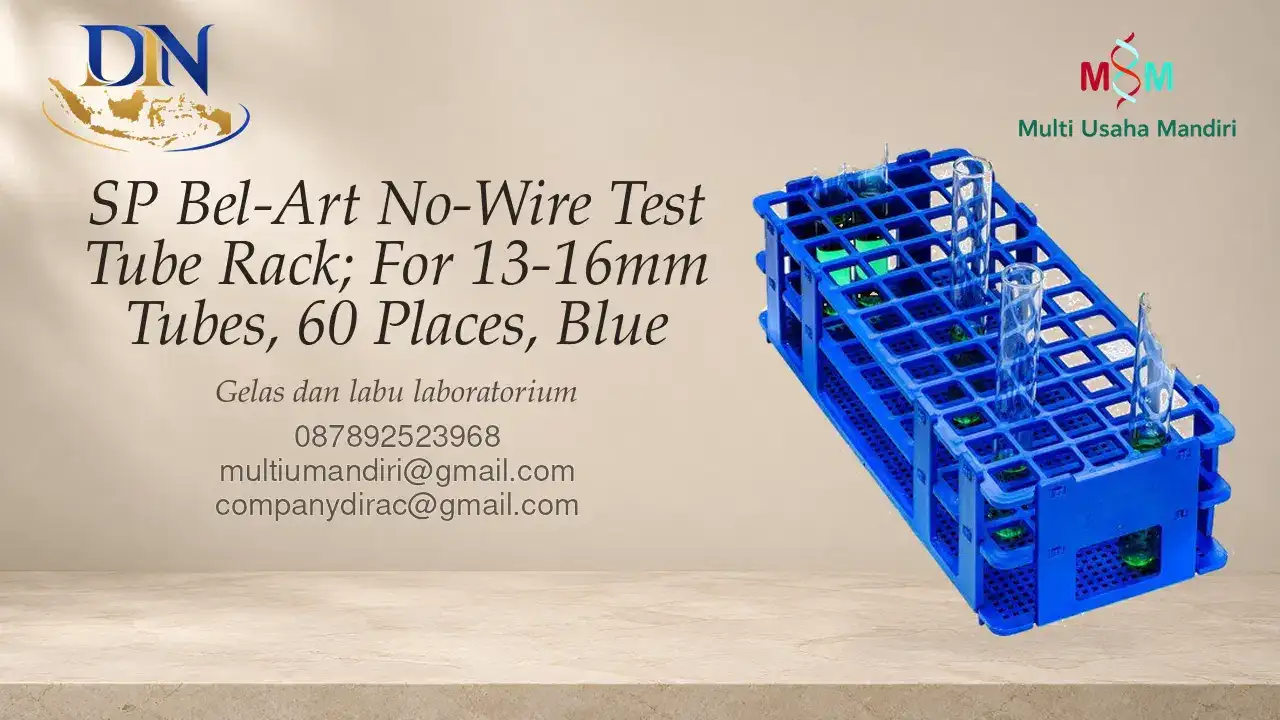 DIN
M M
Multi Usaha Mandiri
SP Bel-Art No-Wire Test
Tube Rack; For 13-16mm
Tubes, 60 Places, Blue
Gelas dan labu laboratorium
087892523968
multiumandiri@gmail.com
companydirac@gmail.com